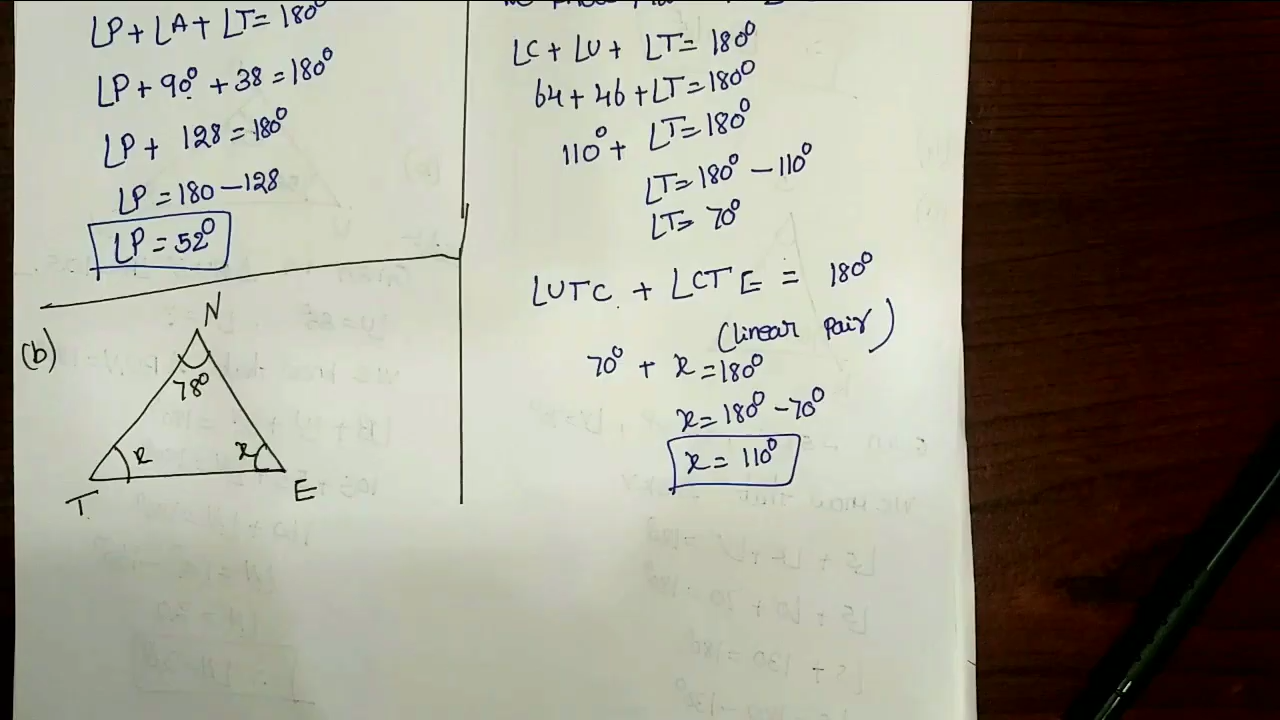 ∠P + ∠A + ∠T = 180°
∠P + 90° + 38 = 180°
∠P + 128 = 180°
∠P = 180 - 128
∠P = 52°
(b)
N
78°
x x
T E
∠C + ∠U + ∠T = 180°
64 + 46 + ∠T = 180°
110° + ∠T = 180°
∠T = 180° - 110°
∠T = 70°
∠UTC + ∠CTE = 180°
(linear pair)
70° + x = 180°
x = 180° - 70°
x = 110°